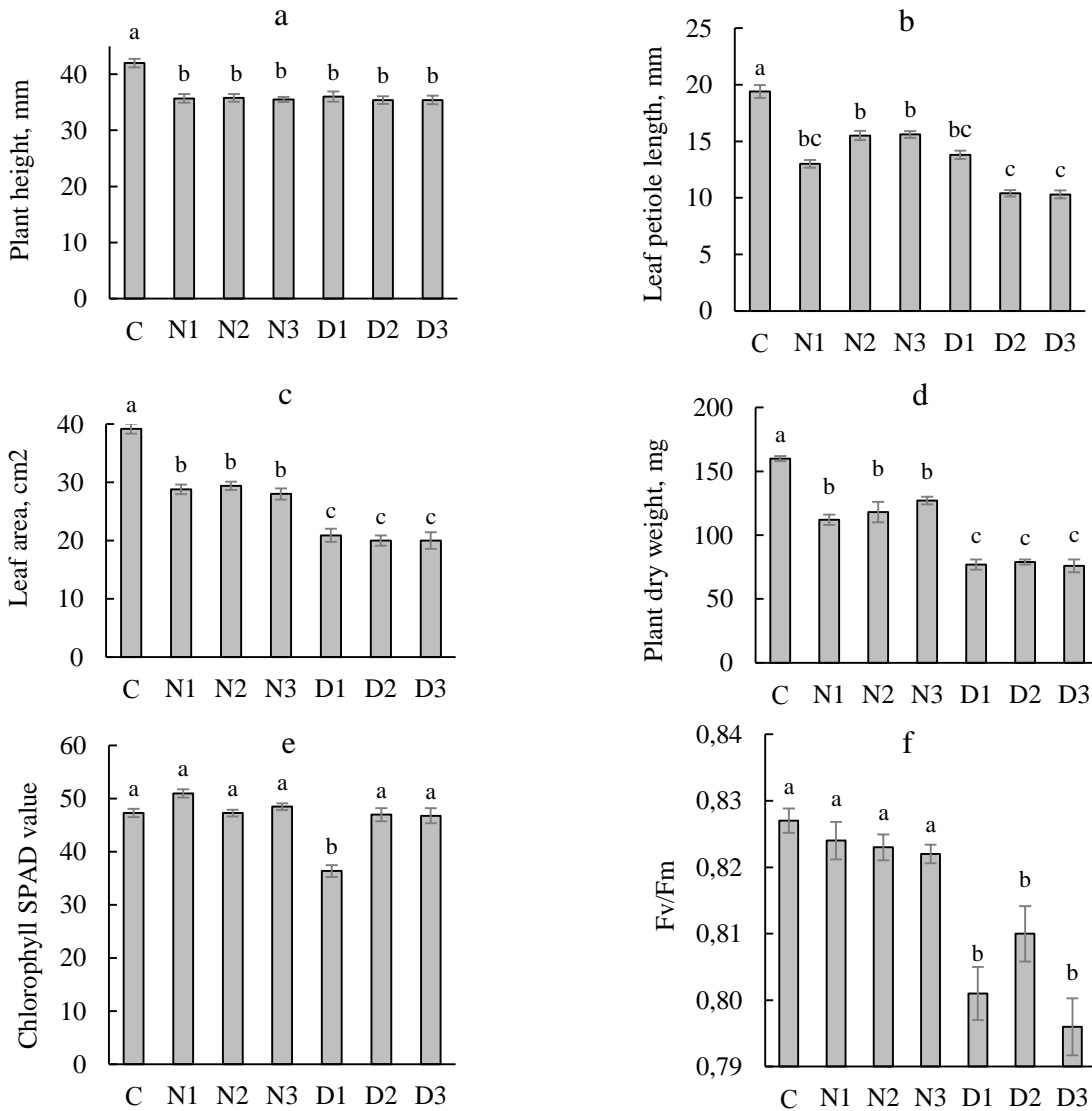 a
Plant height, mm
40
30
20
10
0
a b b b b b b
C N1 N2 N3 D1 D2 D3
b
Leaf petiole length, mm
25
20
15
10
5
0
a bc b b bc c c
C N1 N2 N3 D1 D2 D3
c
Leaf area, cm2
40
30
20
10
0
a b b b c c c
C N1 N2 N3 D1 D2 D3
d
Plant dry weight, mg
200
150
100
50
0
a b b b c c c
C N1 N2 N3 D1 D2 D3
e
Chlorophyll SPAD value
60
50
40
30
20
10
0
a a a a b a a
C N1 N2 N3 D1 D2 D3
f
Fv/Fm
0,84
0,83
0,82
0,81
0,80
0,79
a a a a b b b
C N1 N2 N3 D1 D2 D3